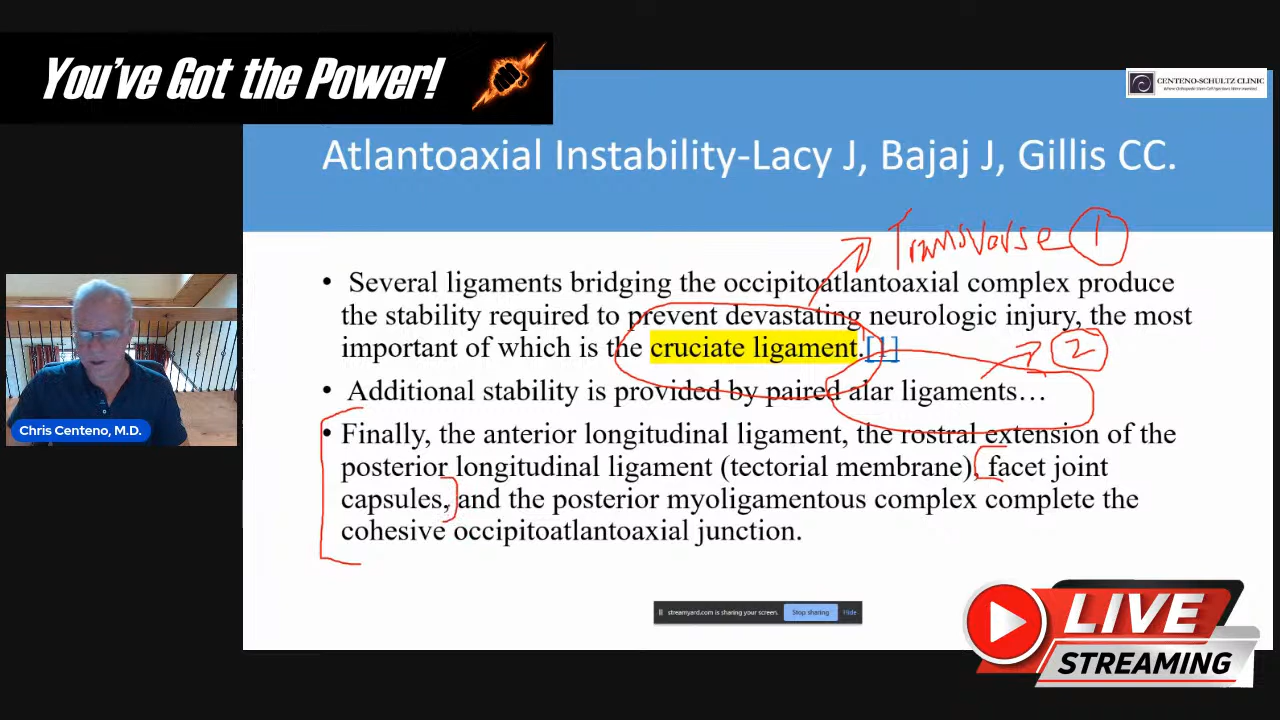 You've Got the Power!
CENTENO-SCHULTZ CLINIC
Atlantoaxial Instability-Lacy J, Bajaj J, Gillis CC.
Transverse 1
• Several ligaments bridging the occipitoatlantoaxial complex produce
the stability required to prevent devastating neurologic injury, the most
important of which is the cruciate ligament.[1]
2
• Additional stability is provided by paired alar ligaments…
• Finally, the anterior longitudinal ligament, the rostral extension of the
posterior longitudinal ligament (tectorial membrane), facet joint
capsules, and the posterior myoligamentous complex complete the
cohesive occipitoatlantoaxial junction.
Chris Centeno, M.D.
streamyard.com is sharing your screen. Stop sharing Hide
LIVE
STREAMING